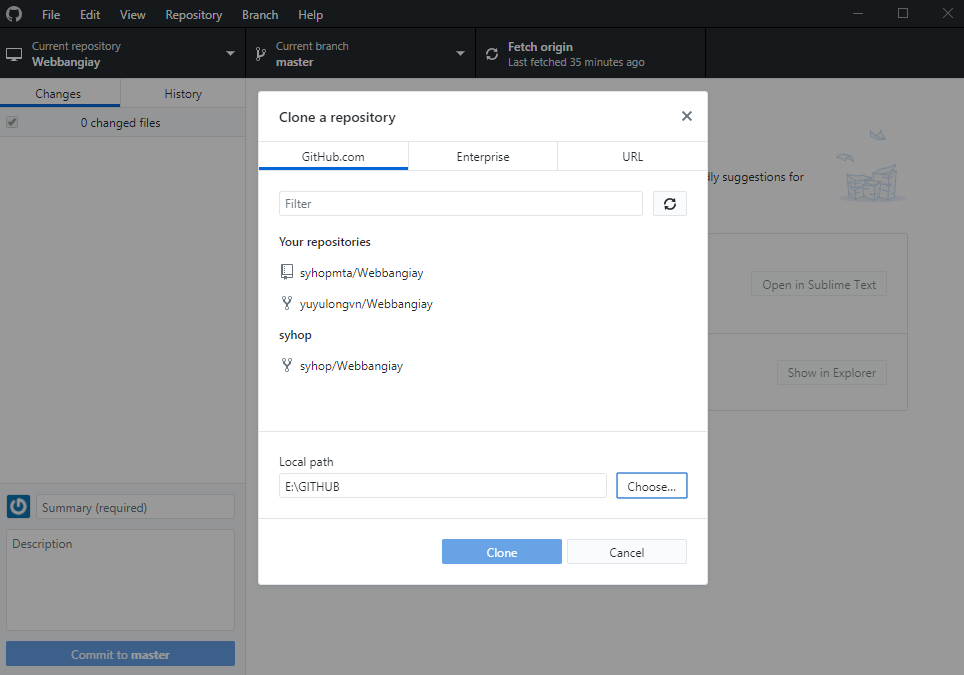 File Edit View Repository Branch Help
Current repository
Webbangiay
Current branch
master
Fetch origin
Last fetched 35 minutes ago
Changes History
0 changed files
Clone a repository
GitHub.com Enterprise URL
Filter
Your repositories
syhopmta/Webbangiay
yuyulongvn/Webbangiay
syhop
syhop/Webbangiay
Local path
E:\GITHUB
Choose...
Clone Cancel
suggestions for
Open in Sublime Text
Show in Explorer
Summary (required)
Description
Commit to master